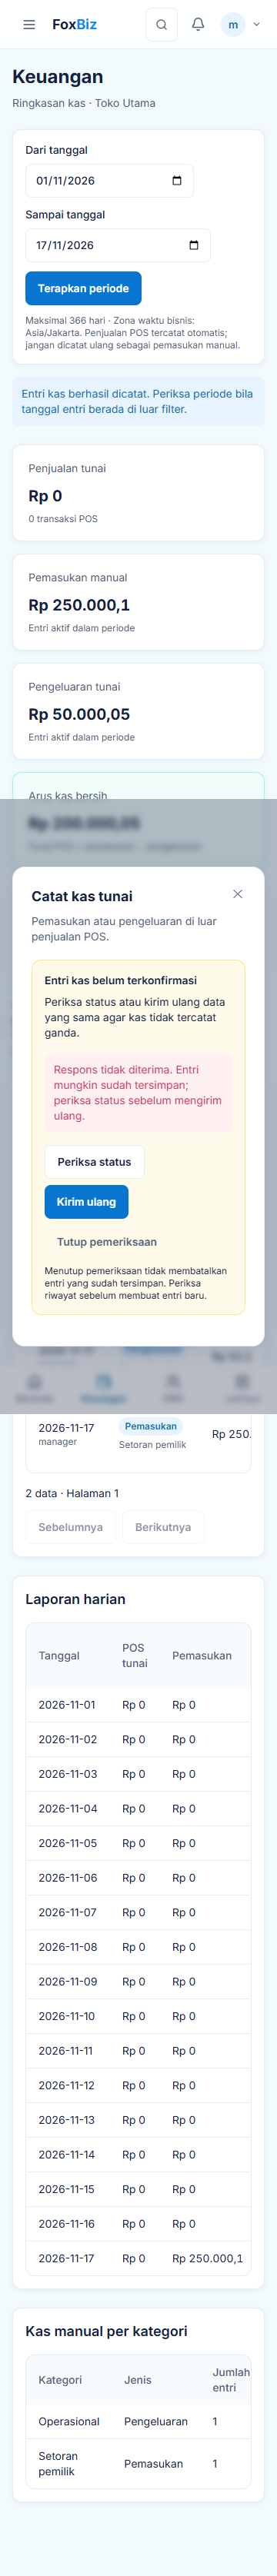 FoxBiz
m
Keuangan
Ringkasan kas · Toko Utama
Dari tanggal
01/11/2026
Sampai tanggal
17/11/2026
Terapkan periode
Maksimal 366 hari · Zona waktu bisnis:
Asia/Jakarta. Penjualan POS tercatat otomatis;
jangan dicatat ulang sebagai pemasukan manual.
Entri kas berhasil dicatat. Periksa periode bila
tanggal entri berada di luar filter.
Penjualan tunai
Rp 0
0 transaksi POS
Pemasukan manual
Rp 250.000,1
Entri aktif dalam periode
Pengeluaran tunai
Rp 50.000,05
Entri aktif dalam periode
Arus kas bersih
Rp 200.000,05
Catat kas tunai
Pemasukan atau pengeluaran di luar
penjualan POS.
Entri kas belum terkonfirmasi
Periksa status atau kirim ulang data
yang sama agar kas tidak tercatat
ganda.
Respons tidak diterima. Entri
mungkin sudah tersimpan;
periksa status sebelum mengirim
ulang.
Periksa status
Kirim ulang
Tutup pemeriksaan
Menutup pemeriksaan tidak membatalkan
entri yang sudah tersimpan. Periksa
riwayat sebelum membuat entri baru.
Keuangan
2026-11-17 Pemasukan Rp 250.
manager Setoran pemilik
2 data · Halaman 1
Sebelumnya Berikutnya
Laporan harian
Tanggal POS tunai Pemasukan
2026-11-01 Rp 0 Rp 0
2026-11-02 Rp 0 Rp 0
2026-11-03 Rp 0 Rp 0
2026-11-04 Rp 0 Rp 0
2026-11-05 Rp 0 Rp 0
2026-11-06 Rp 0 Rp 0
2026-11-07 Rp 0 Rp 0
2026-11-08 Rp 0 Rp 0
2026-11-09 Rp 0 Rp 0
2026-11-10 Rp 0 Rp 0
2026-11-11 Rp 0 Rp 0
2026-11-12 Rp 0 Rp 0
2026-11-13 Rp 0 Rp 0
2026-11-14 Rp 0 Rp 0
2026-11-15 Rp 0 Rp 0
2026-11-16 Rp 0 Rp 0
2026-11-17 Rp 0 Rp 250.000,1
Kas manual per kategori
Kategori Jenis Jumlah entri
Operasional Pengeluaran 1
Setoran pemilik Pemasukan 1